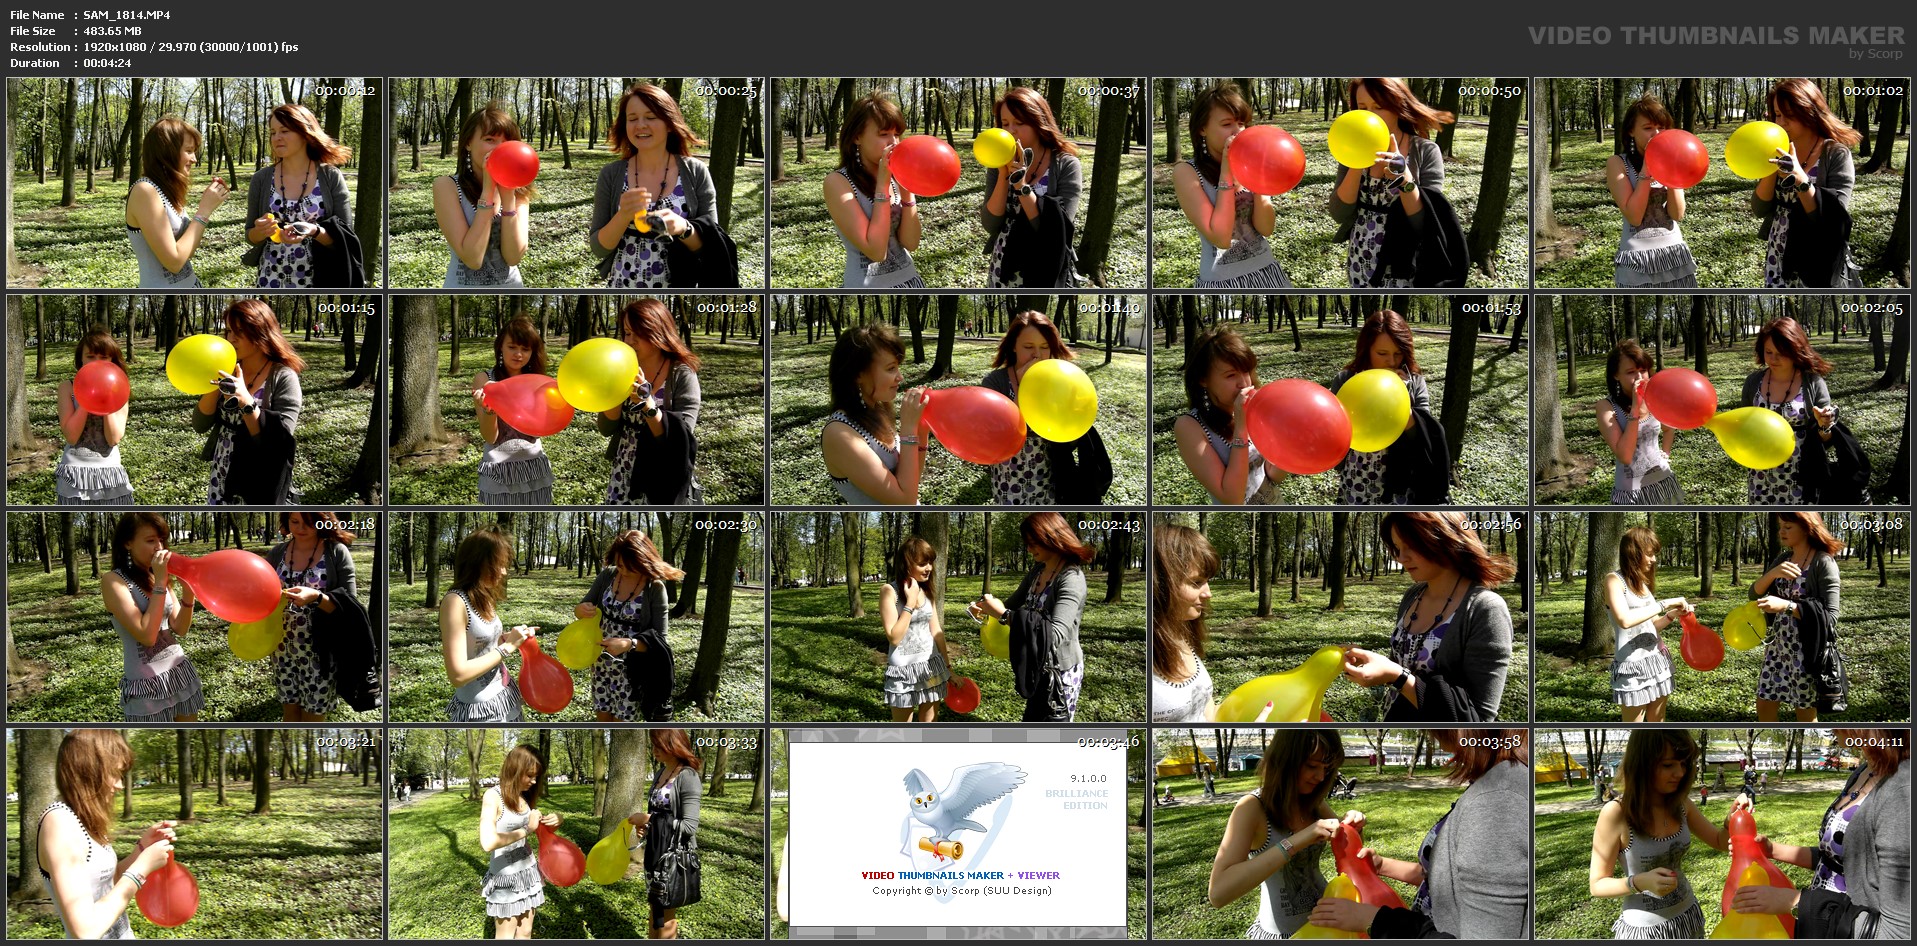 File Name : SAM_1814.MP4
File Size : 483.65 MB
Resolution : 1920x1080 / 29.970 (30000/1001) fps
Duration : 00:04:24
VIDEO THUMBNAILS MAKER
by Scorp
00:00:12
00:00:25
00:00:37
00:00:50
00:01:02
00:01:15
00:01:28
00:01:40
00:01:53
00:02:05
00:02:18
00:02:30
00:02:43
00:02:56
00:03:08
00:03:21
00:03:33
00:03:46
00:03:58
00:04:11
9.1.0.0
BRILLIANCE
EDITION
VIDEO THUMBNAILS MAKER + VIEWER
Copyright © by Scorp (SUU Design)